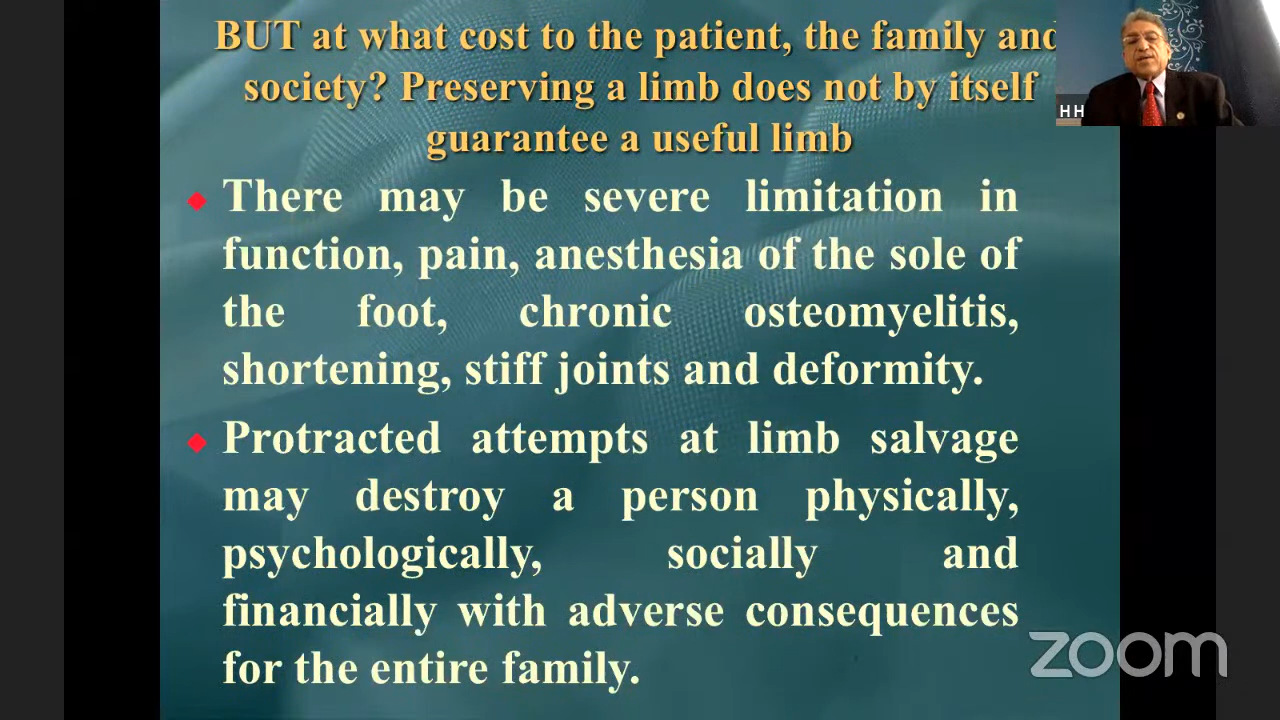 BUT at what cost to the patient, the family and
society? Preserving a limb does not by itself
guarantee a useful limb
There may be severe limitation in
function, pain, anesthesia of the sole of
the foot, chronic osteomyelitis,
shortening, stiff joints and deformity.
Protracted attempts at limb salvage
may destroy a person physically,
psychologically, socially and
financially with adverse consequences
for the entire family.
H H
zoom